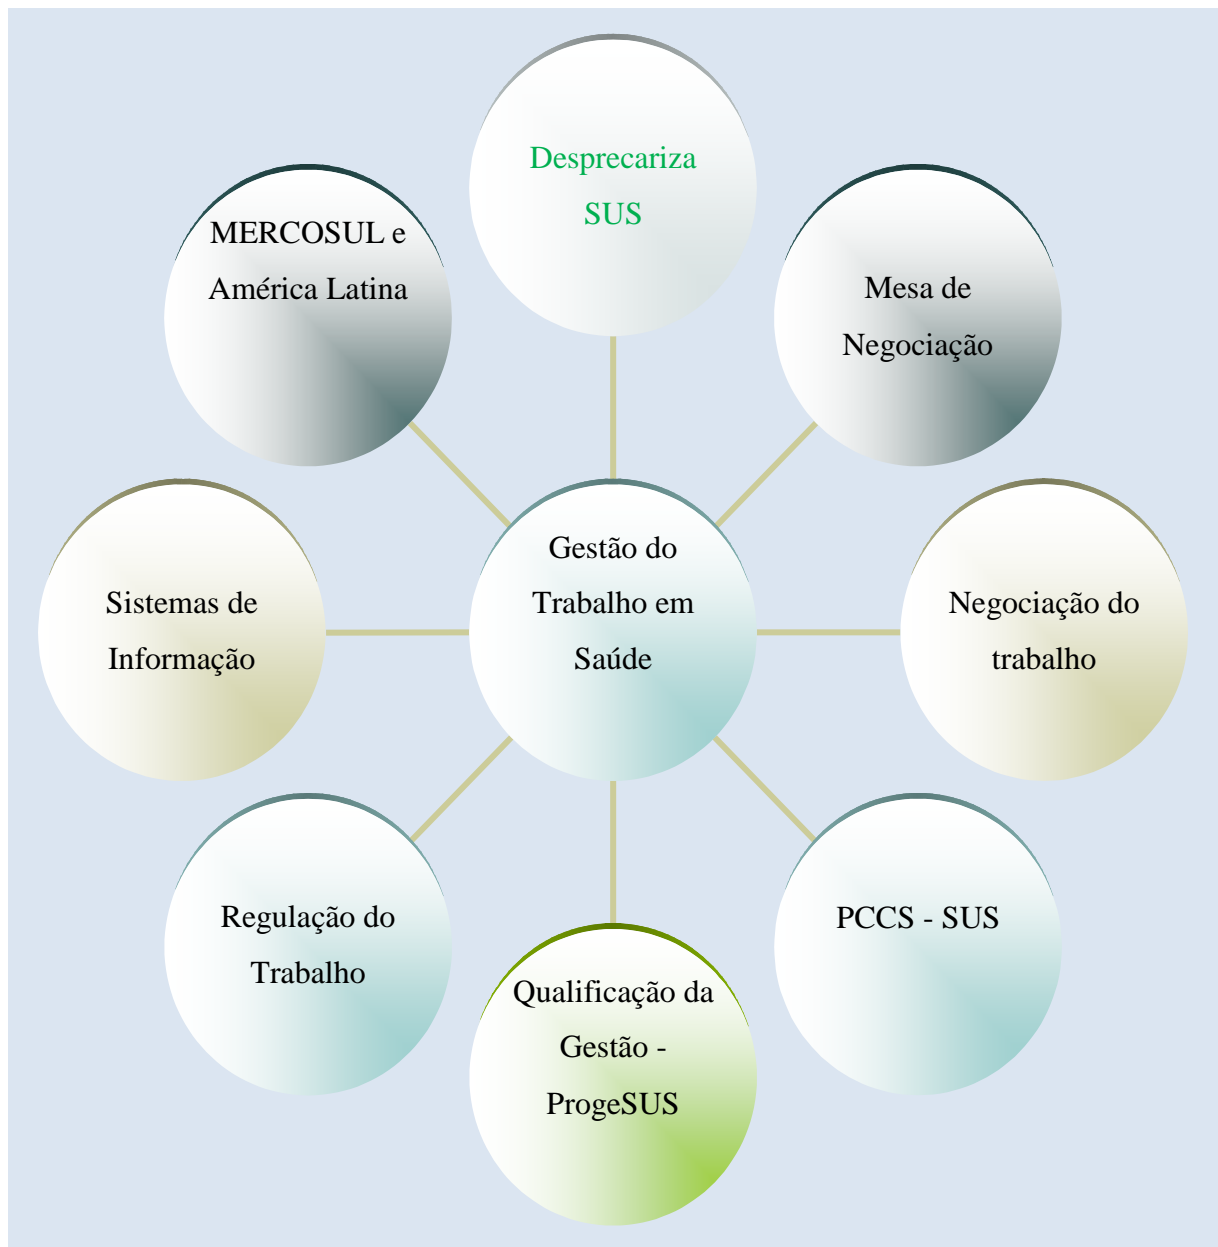 Desprecariza
SUS
MERCOSUL e
América Latina
Mesa de
Negociação
Gestão do
Trabalho em
Saúde
Sistemas de
Informação
Negociação do
trabalho
Regulação do
Trabalho
PCCS - SUS
Qualificação da
Gestão -
ProgeSUS